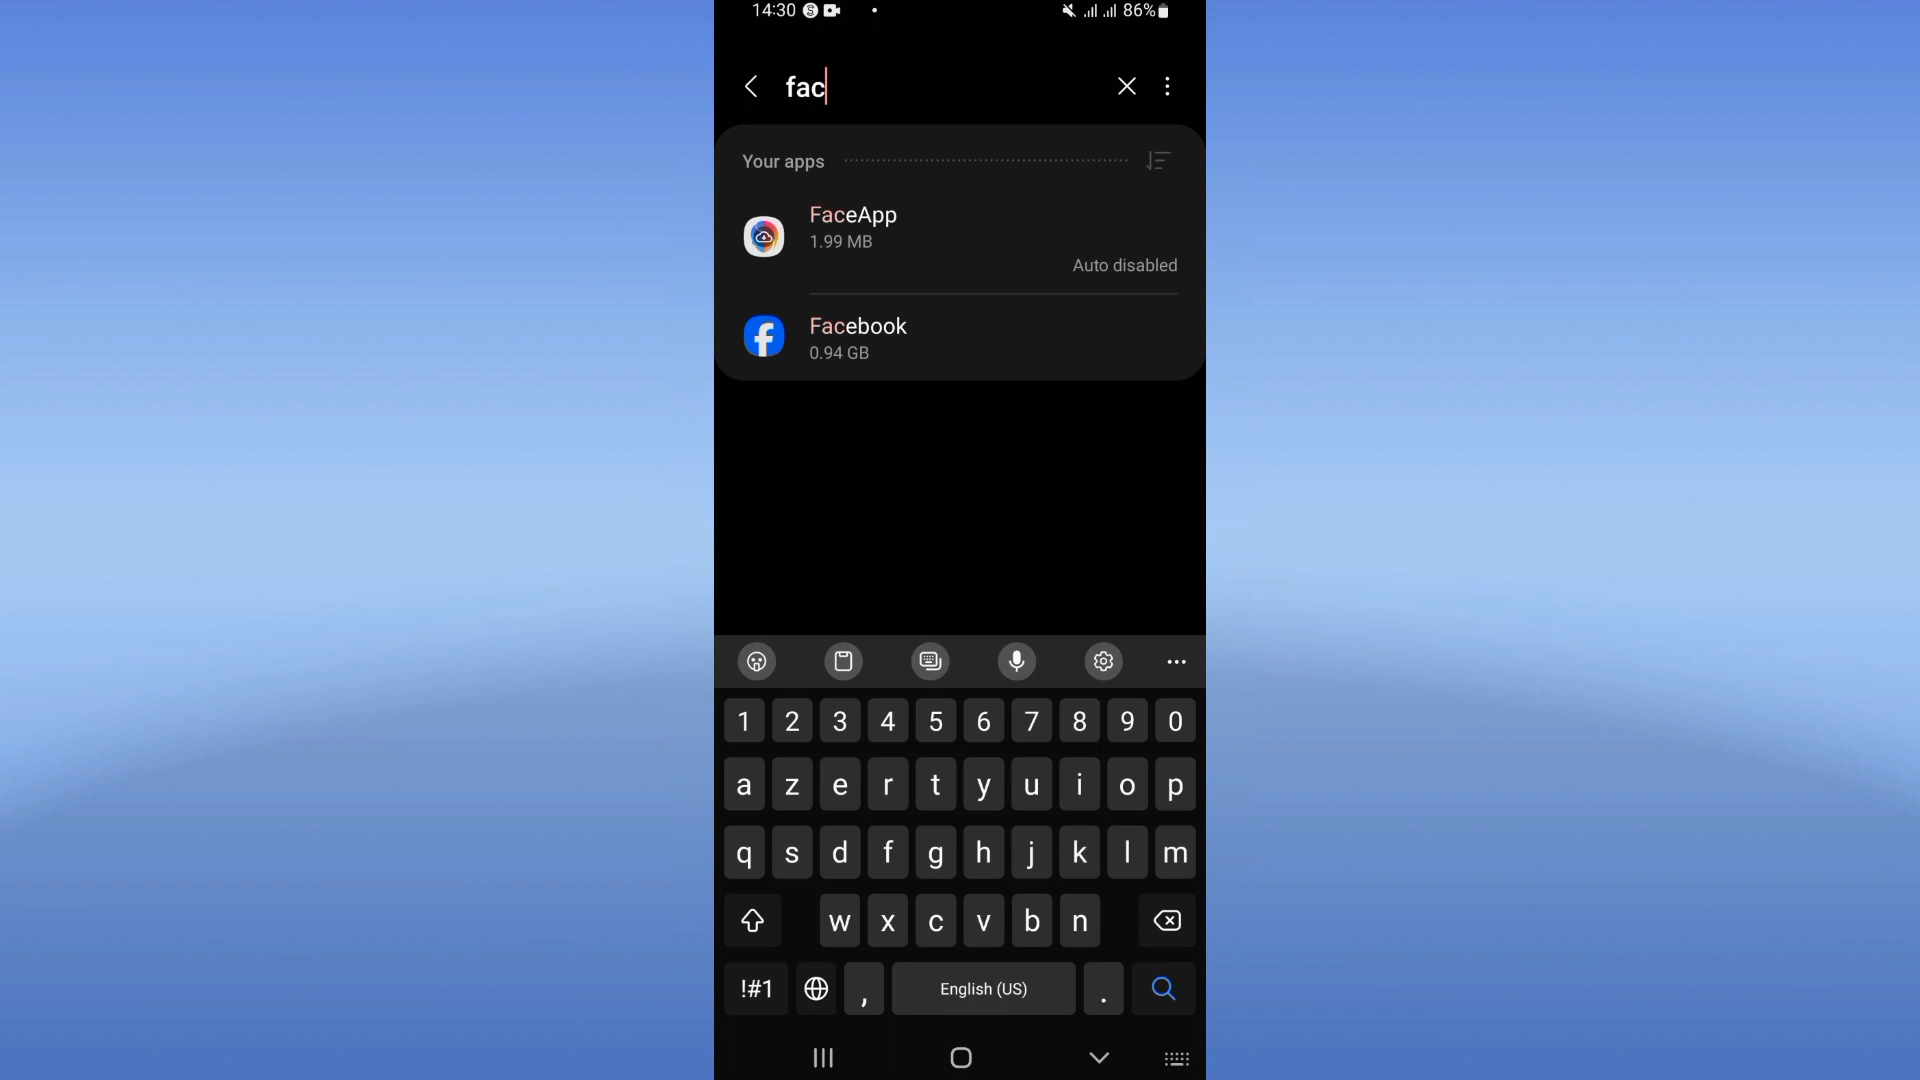 14:30 86%
fac
Your apps
FaceApp
1.99 MB
Auto disabled
Facebook
0.94 GB
1 2 3 4 5 6 7 8 9 0
a z e r t y u i o p
q s d f g h j k l m
w x c v b n
!#1 , English (US) .